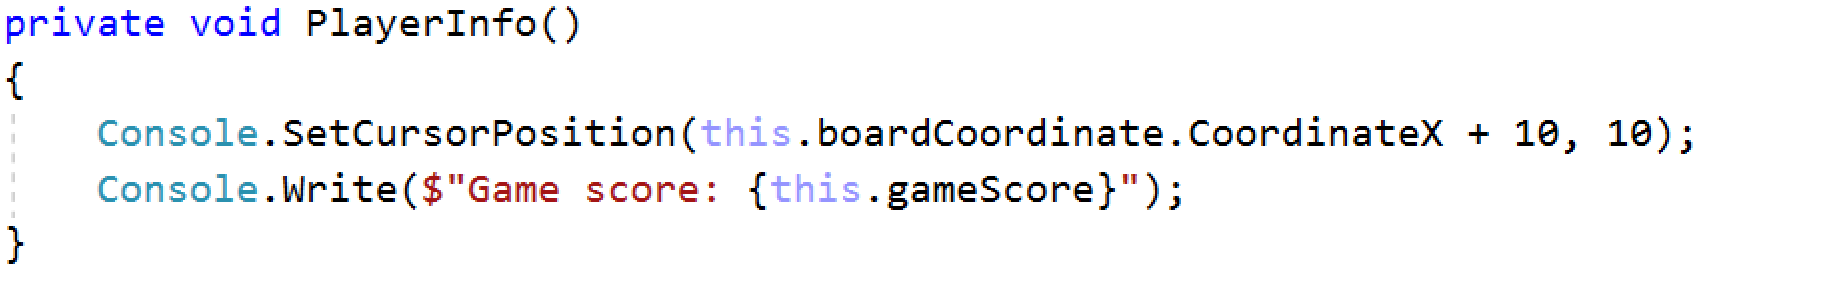 private void PlayerInfo()
{
    Console.SetCursorPosition(this.boardCoordinate.CoordinateX + 10, 10);
    Console.Write($"Game score: {this.gameScore}");
}